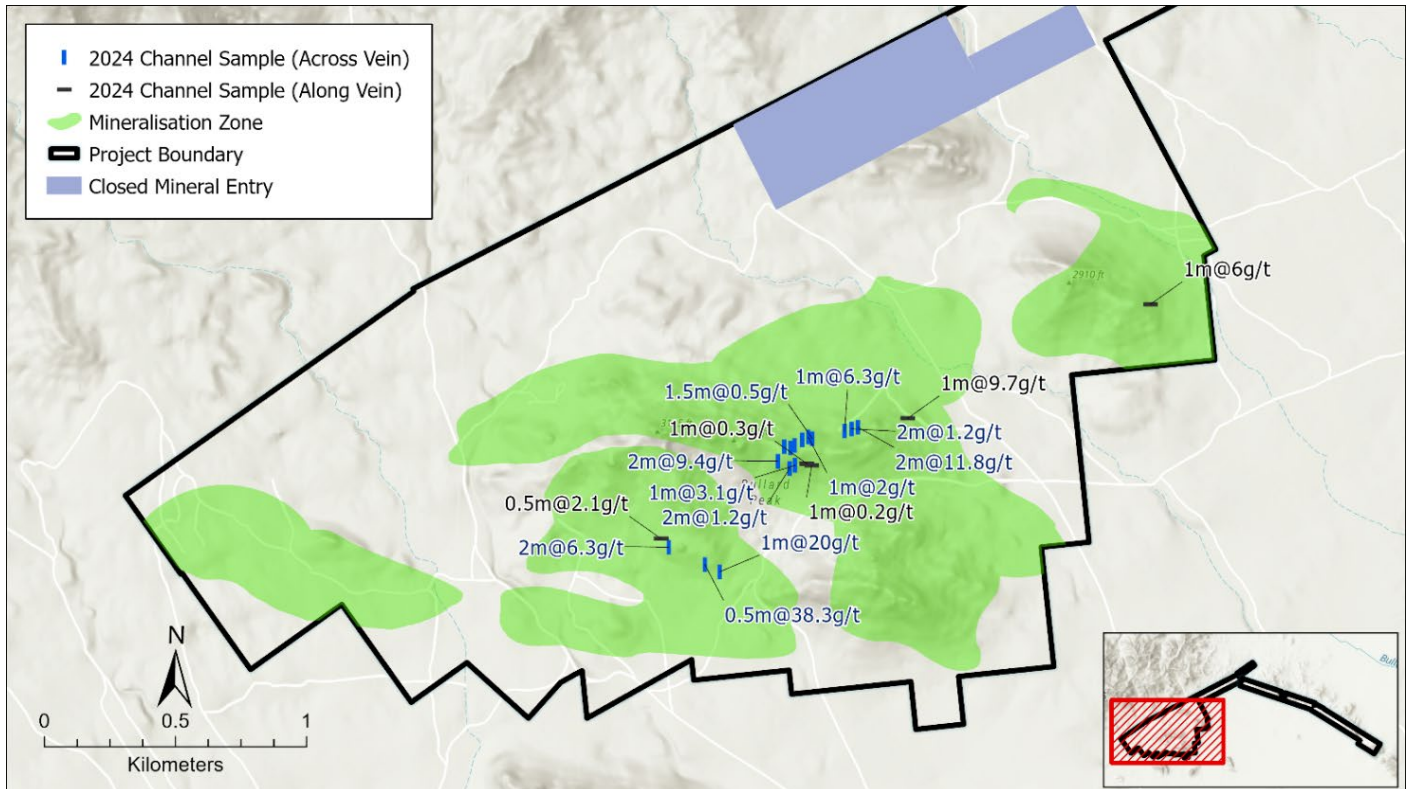 2024 Channel Sample (Across Vein)
2024 Channel Sample (Along Vein)
Mineralisation Zone
Project Boundary
Closed Mineral Entry
2910 ft
1m@6g/t
1m@6.3g/t
1m@9.7g/t
1.5m@0.5g/t
1m@0.3g/t
2m@1.2g/t
2m@9.4g/t
2m@11.8g/t
1m@3.1g/t
1m@2g/t
Peak
2m@1.2g/t
1m@0.2g/t
0.5m@2.1g/t
2m@6.3g/t
1m@20g/t
0.5m@38.3g/t
N
0
0.5
1
Kilometers